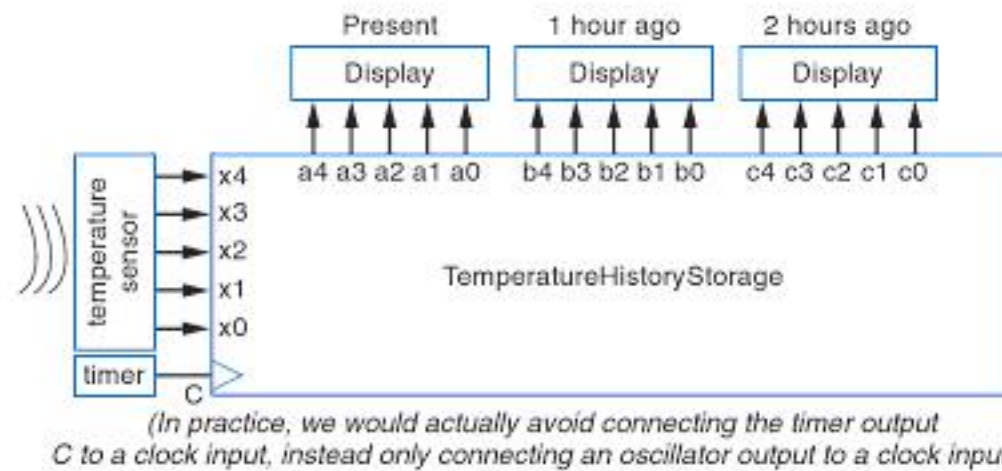 Present 1 hour ago 2 hours ago
Display Display Display
a4 a3 a2 a1 a0 b4 b3 b2 b1 b0 c4 c3 c2 c1 c0
temperature
sensor
x4
x3
x2
x1
x0
TemperatureHistoryStorage
timer
C
(In practice, we would actually avoid connecting the timer output
C to a clock input, instead only connecting an oscillator output to a clock inpu